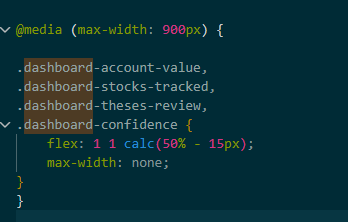 @media (max-width: 900px) {
.dashboard-account-value,
.dashboard-stocks-tracked,
.dashboard-theses-review,
.dashboard-confidence {
flex: 1 1 calc(50% - 15px);
max-width: none;
}
}